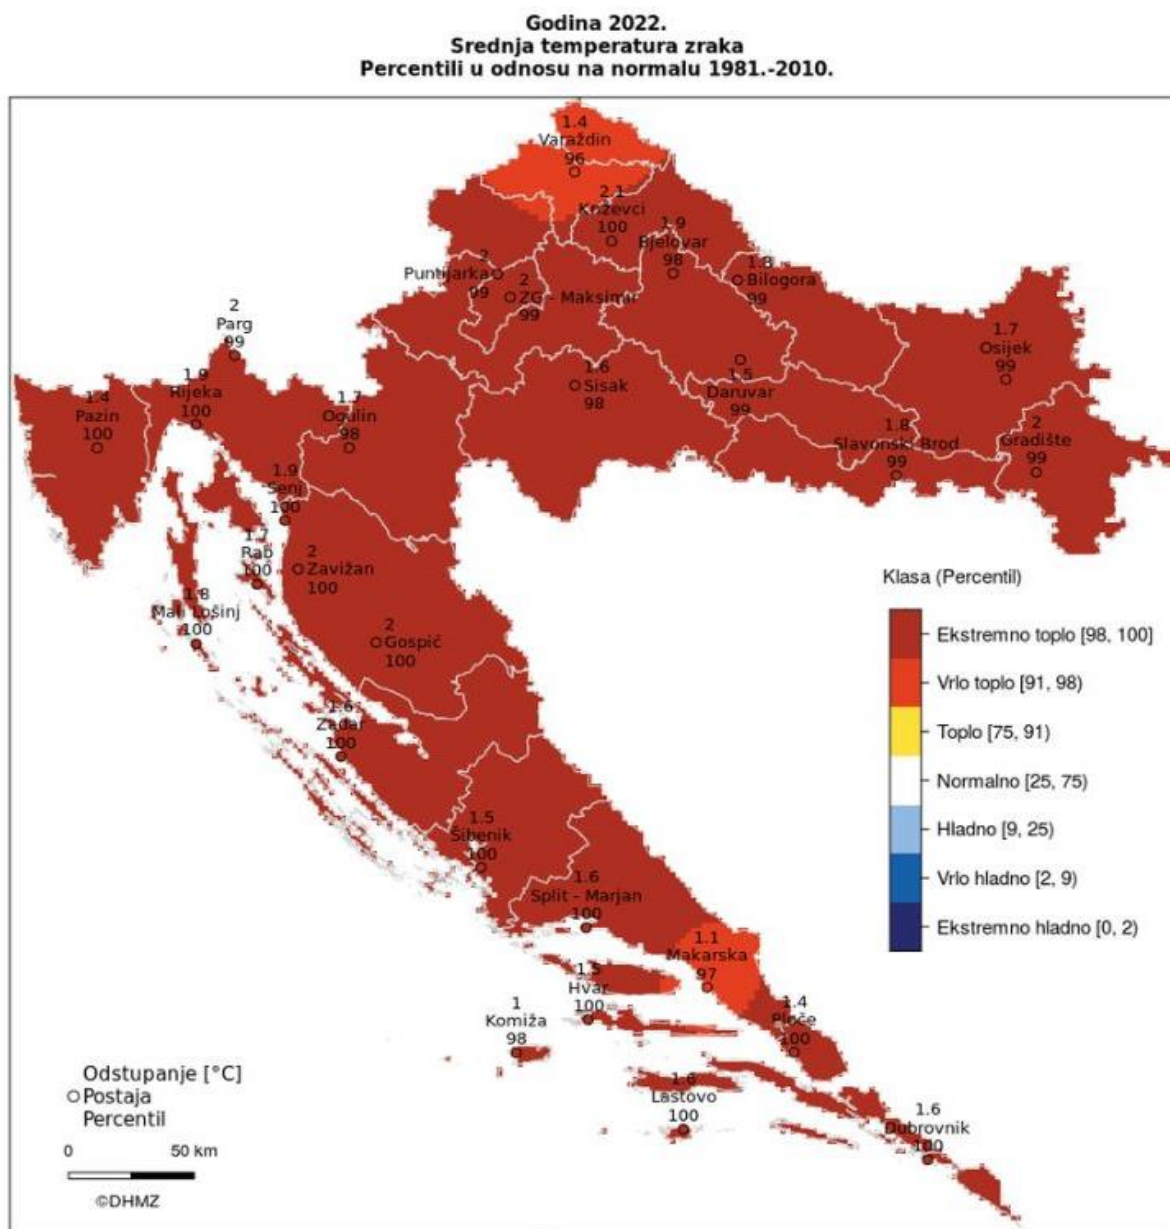 Godina 2022.
Srednja temperatura zraka
Percentili u odnosu na normalu 1981.-2010.
1.4
Varaždin
96
2.1
Križevci
100
1.9
Bjelovar
98
2
Puntijarka
99
2
ZG - Maksimir
99
1.8
Bilogora
99
2
Parg
99
1.7
Osijek
99
1.9
Rijeka
100
1.4
Pazin
100
1.7
Ogulin
98
1.6
Sisak
98
1.5
Daruvar
99
1.8
Slavonski Brod
99
2
Gradište
99
1.9
Senj
100
1.7
Rab
100
2
Zavižan
100
1.8
Mali Lošinj
100
2
Gospić
100
1.6
Zadar
100
1.5
Šibenik
100
1.6
Split - Marjan
100
1.1
Makarska
97
1.5
Hvar
100
1
Komiža
98
1.4
Ploče
100
1.6
Lastovo
100
1.6
Dubrovnik
100
Klasa (Percentil)
Ekstremno toplo [98, 100]
Vrlo toplo [91, 98)
Toplo [75, 91)
Normalno [25, 75)
Hladno [9, 25)
Vrlo hladno [2, 9)
Ekstremno hladno [0, 2)
Odstupanje [°C]
Postaja
Percentil
0 50 km
©DHMZ